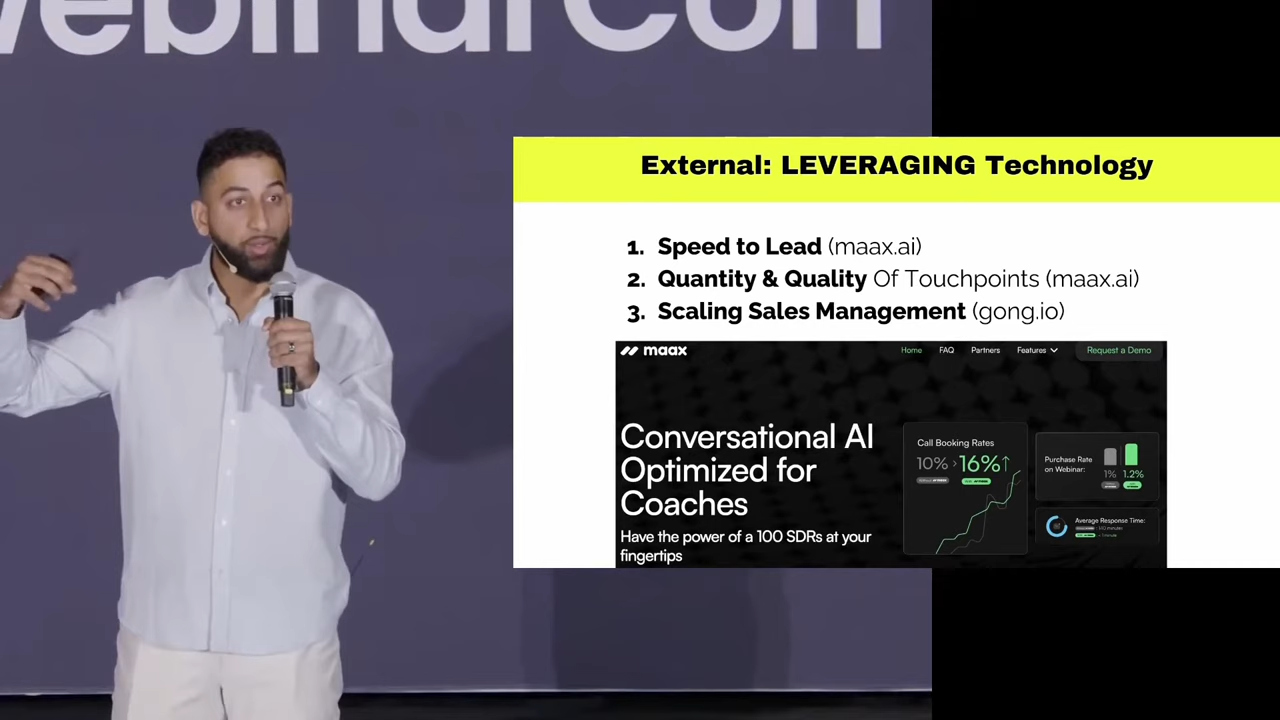 WebinarCon
External: LEVERAGING Technology
1. Speed to Lead (maax.ai)
2. Quantity & Quality Of Touchpoints (maax.ai)
3. Scaling Sales Management (gong.io)
maax
Home FAQ Partners Features Request a Demo
Conversational AI
Optimized for
Coaches
Have the power of a 100 SDRs at your
fingertips
Call Booking Rates
10% > 16%↑
Purchase Rate
on Webinar:
1% 1.2%
Average Response Time: